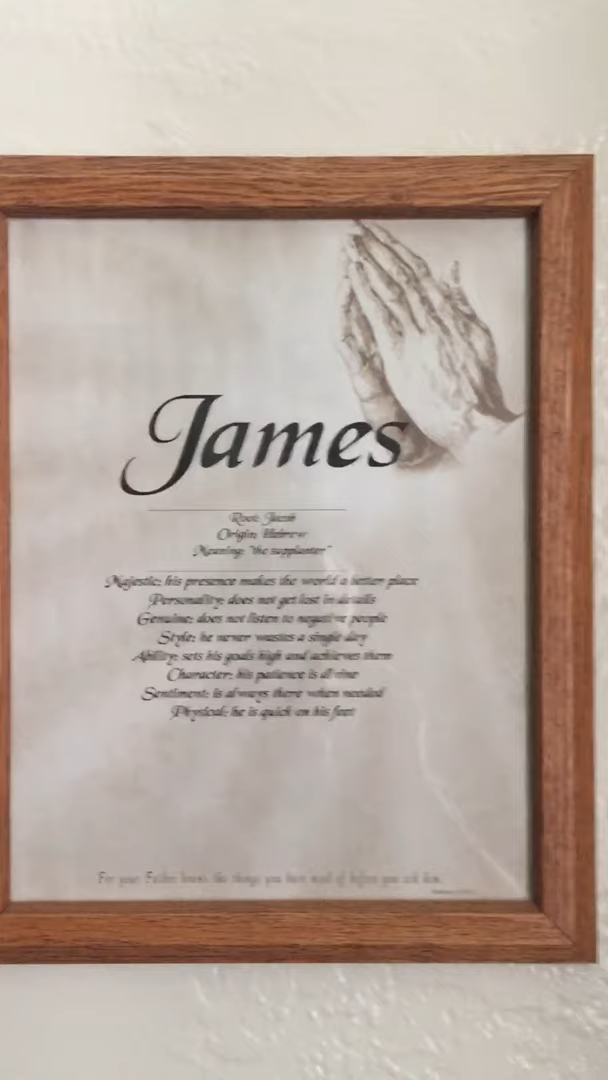 James
Root: Jacob
Origin: Hebrew
Meaning: "the supplanter"
Majestic: his presence makes the world a better place
Personality: does not get lost in details
Genuine: does not listen to negative people
Style: he never wastes a single day
Ability: sets his goals high and achieves them
Character: his patience is divine
Sentiment: is always there when needed
Physical: he is quick on his feet
For your Father knows the things you have need of before you ask him.